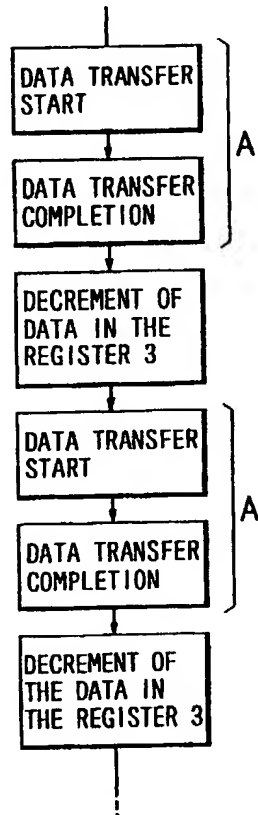 DATA TRANSFER
START
A
DATA TRANSFER
COMPLETION
DECREMENT OF
DATA IN THE
REGISTER 3
DATA TRANSFER
START
A
DATA TRANSFER
COMPLETION
DECREMENT OF
THE DATA IN
THE REGISTER 3